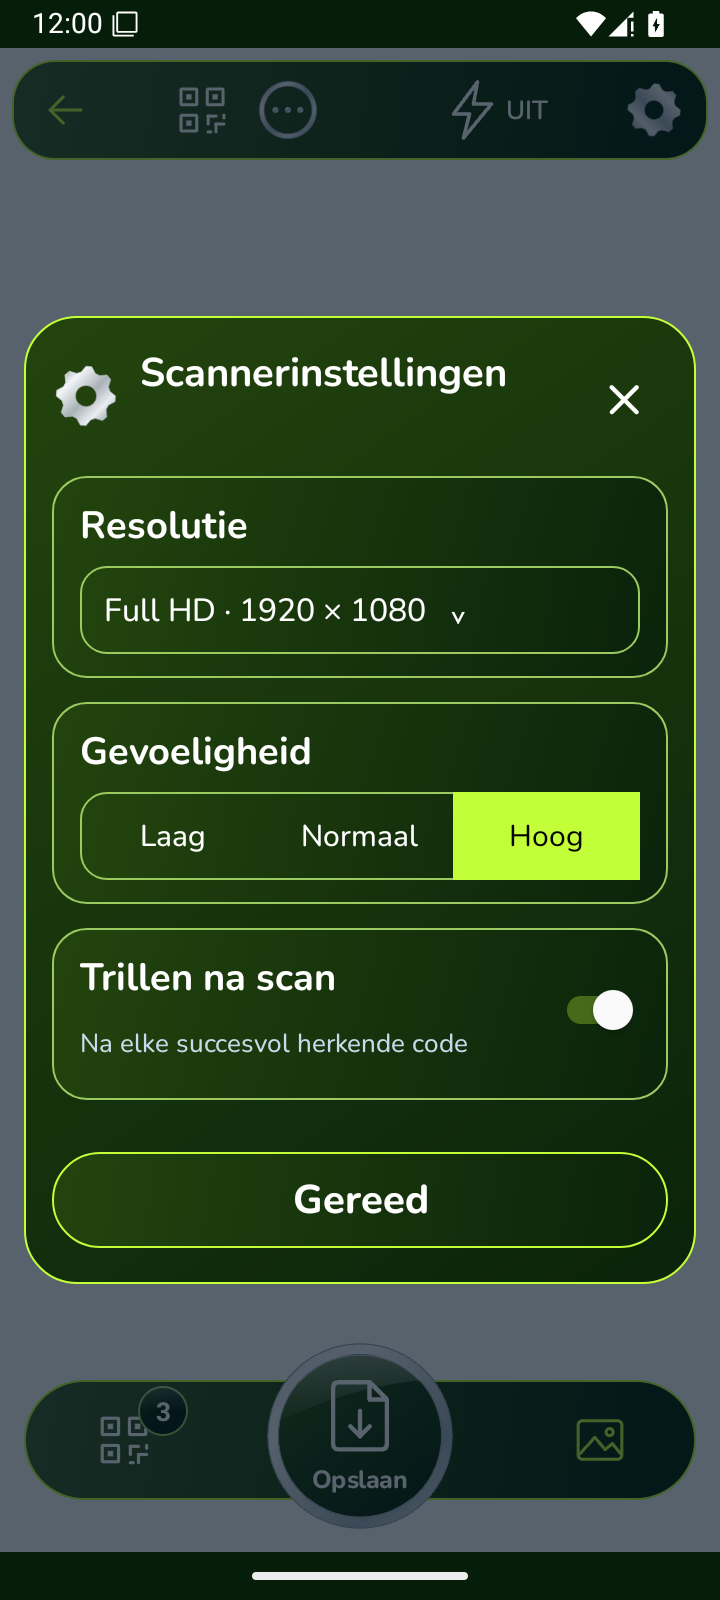 12:00
UIT
Scannerinstellingen
Resolutie
Full HD · 1920 × 1080
Gevoeligheid
Laag Normaal Hoog
Trillen na scan
Na elke succesvol herkende code
Gereed
3
Opslaan